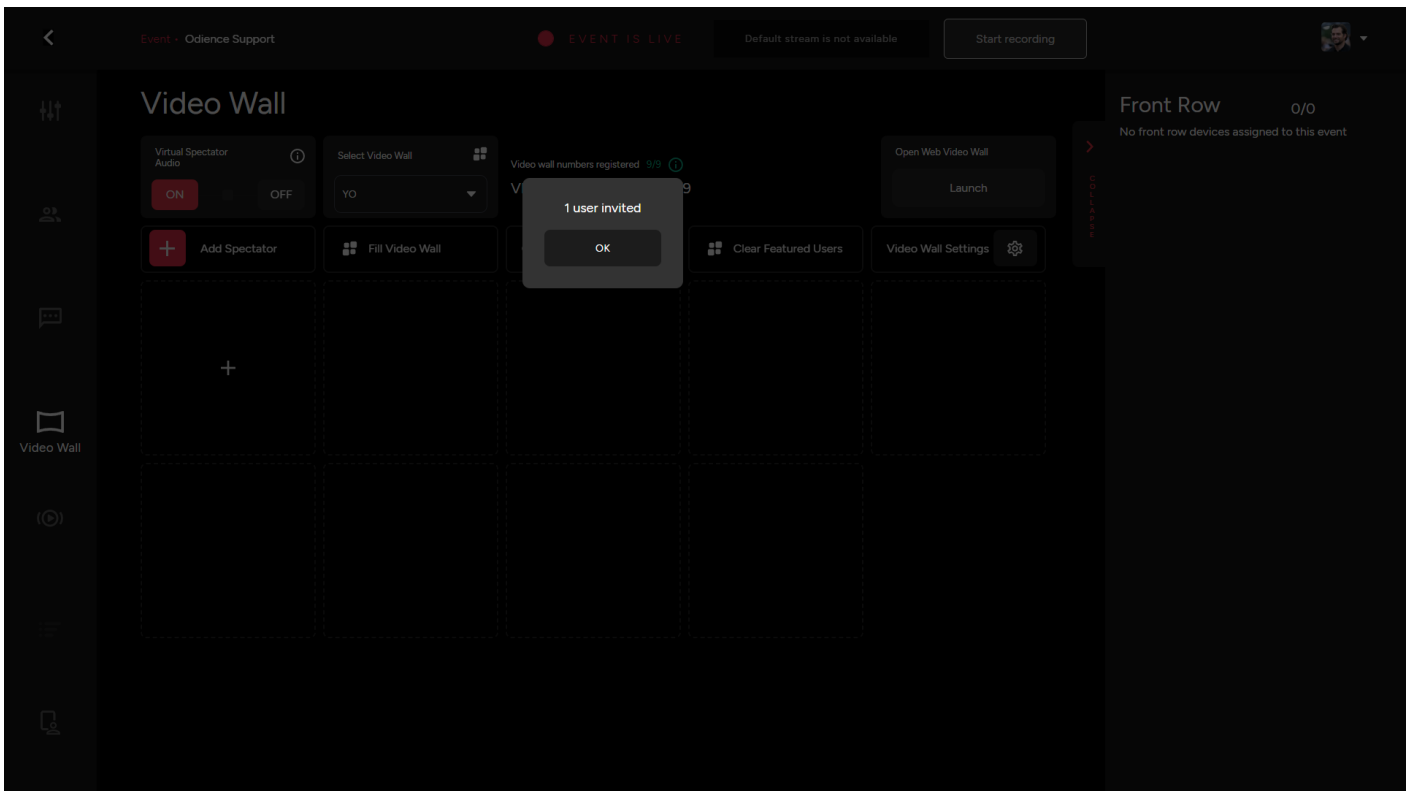 Event - Odience Support
EVENT IS LIVE
Default stream is not available
Start recording
Video Wall
Front Row
0/0
No front row devices assigned to this event
Virtual Spectator
Audio
ON
OFF
Select Video Wall
YO
Video wall numbers registered 9/9
9
Open Web Video Wall
Launch
COLLAPSE
1 user invited
OK
Add Spectator
Fill Video Wall
Clear Featured Users
Video Wall Settings
Video Wall